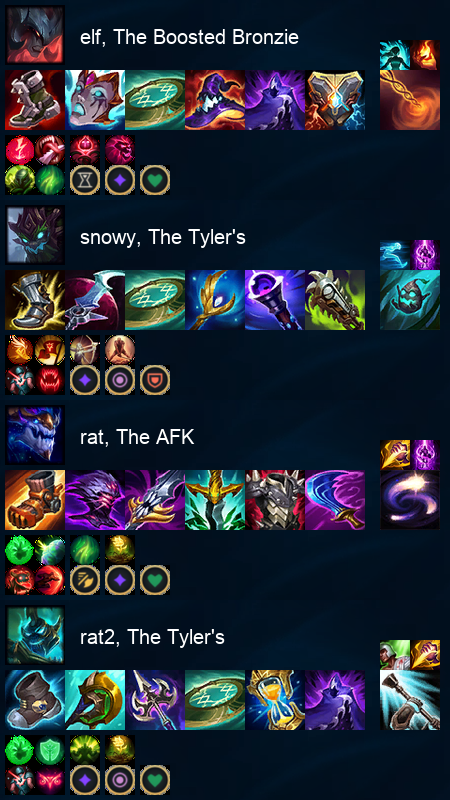 elf, The Boosted Bronzie
snowy, The Tyler's
rat, The AFK
rat2, The Tyler's